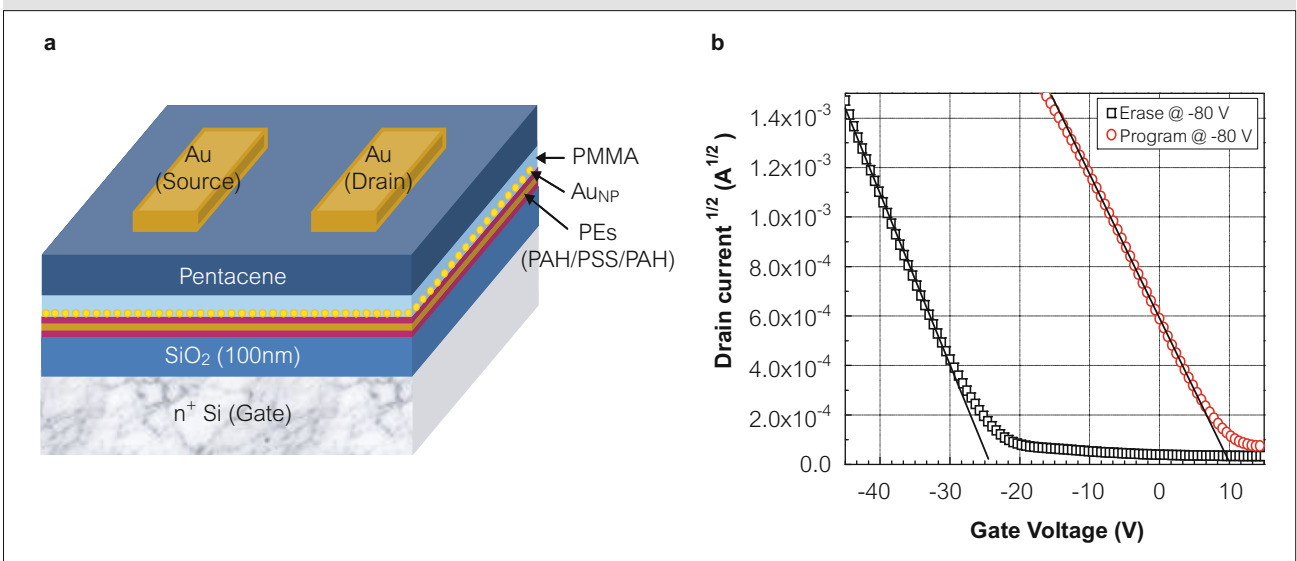 a
Au
(Source)
Au
(Drain)
PMMA
Au_NP
PEs
(PAH/PSS/PAH)
Pentacene
SiO₂ (100nm)
n⁺ Si (Gate)
b
Erase @ -80 V
Program @ -80 V
1.4x10⁻³
1.2x10⁻³
1.0x10⁻³
8.0x10⁻⁴
6.0x10⁻⁴
4.0x10⁻⁴
2.0x10⁻⁴
0.0
Drain current ^1/2 (A^1/2)
-40 -30 -20 -10 0 10
Gate Voltage (V)